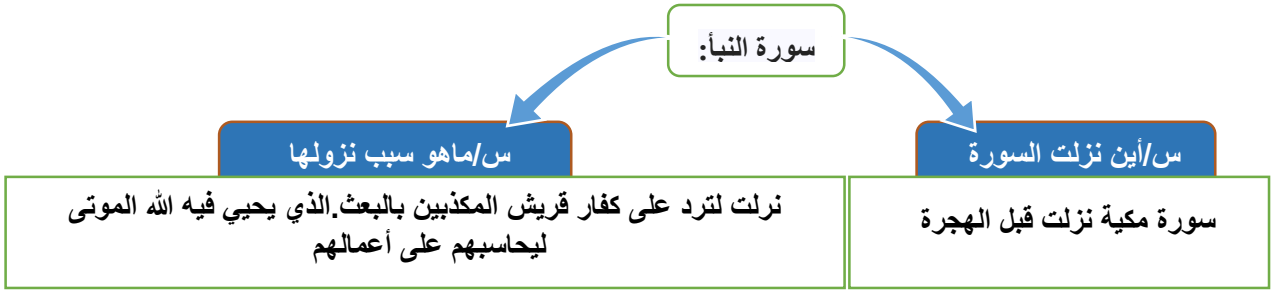 سورة النبأ:
س/أين نزلت السورة
سورة مكية نزلت قبل الهجرة
س/ماهو سبب نزولها
نرلت لترد على كفار قريش المكذبين بالبعث.الذي يحيي فيه الله الموتى
ليحاسبهم على أعمالهم